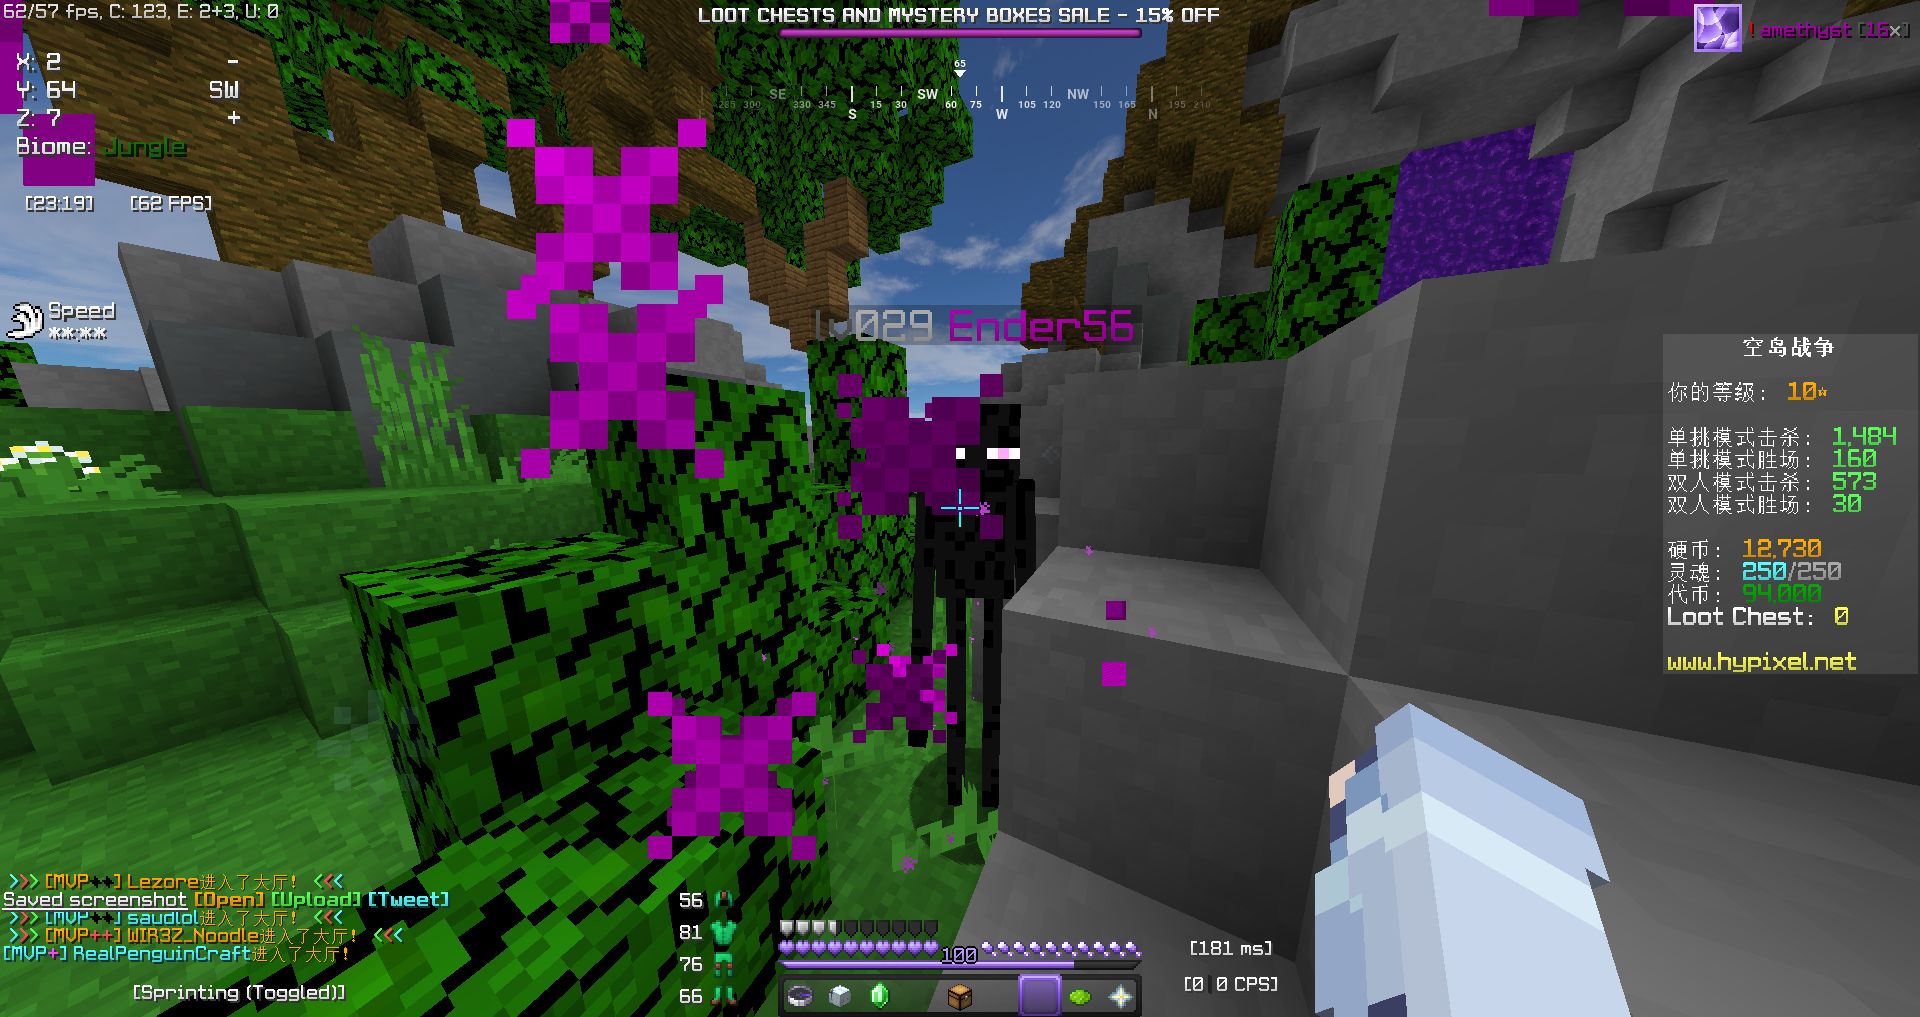 62/57 fps, C: 123, E: 2+3, U: 0
LOOT CHESTS AND MYSTERY BOXES SALE - 15% OFF
! amethyst [16x]
X: 2 -
Y: 64 SW
Z: 7 +
Biome: Jungle
[23:19] [62 FPS]
65
285 300 SE 330 345 S 15 30 SW 60 75 W 105 120 NW 150 165 N 195 210
Speed
**:**
029 Ender56
空岛战争
你的等级: 10☆
单挑模式击杀: 1,484
单挑模式胜场: 160
双人模式击杀: 573
双人模式胜场: 30
硬币: 12,730
灵魂: 250/250
代币: 94,000
Loot Chest: 0
www.hypixel.net
>>> [MVP++] Lezore进入了大厅! <<<
Saved screenshot [Open] [Upload] [Tweet]
>>> [MVP++] saudlol进入了大厅! <<<
>>> [MVP++] WIR3Z_Noodle进入了大厅! <<<
[MVP+] RealPenguinCraft进入了大厅!
[Sprinting (Toggled)]
56
81
76
66
100
[181 ms]
[0 | 0 CPS]